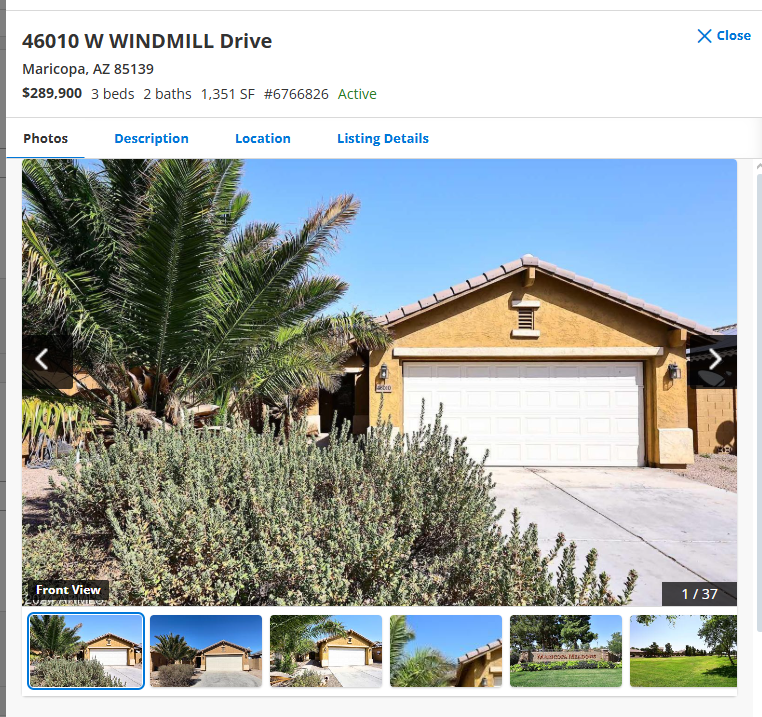 46010 W WINDMILL Drive
Close
Maricopa, AZ 85139
$289,900 3 beds 2 baths 1,351 SF #6766826 Active
Photos Description Location Listing Details
46010
Front View
1 / 37